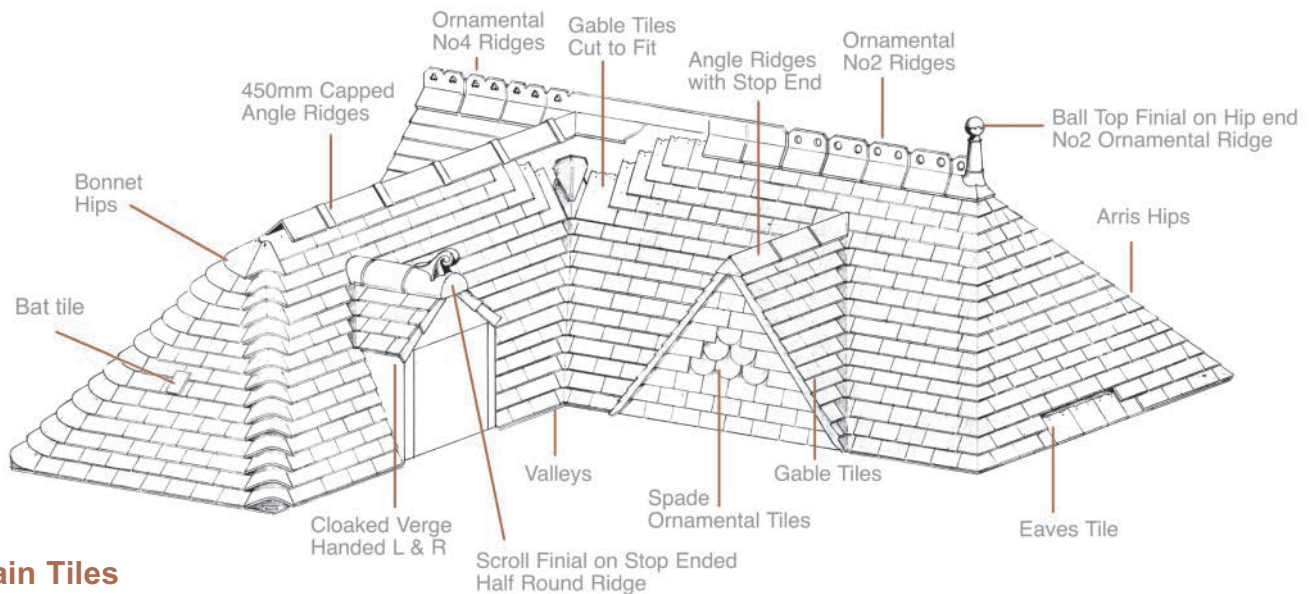 Ornamental
No4 Ridges
Gable Tiles
Cut to Fit
Angle Ridges
with Stop End
Ornamental
No2 Ridges
450mm Capped
Angle Ridges
Ball Top Finial on Hip end
No2 Ornamental Ridge
Bonnet
Hips
Arris Hips
Bat tile
Valleys
Gable Tiles
Spade
Ornamental Tiles
Eaves Tile
Cloaked Verge
Handed L & R
Scroll Finial on Stop Ended
Half Round Ridge
ain Tiles